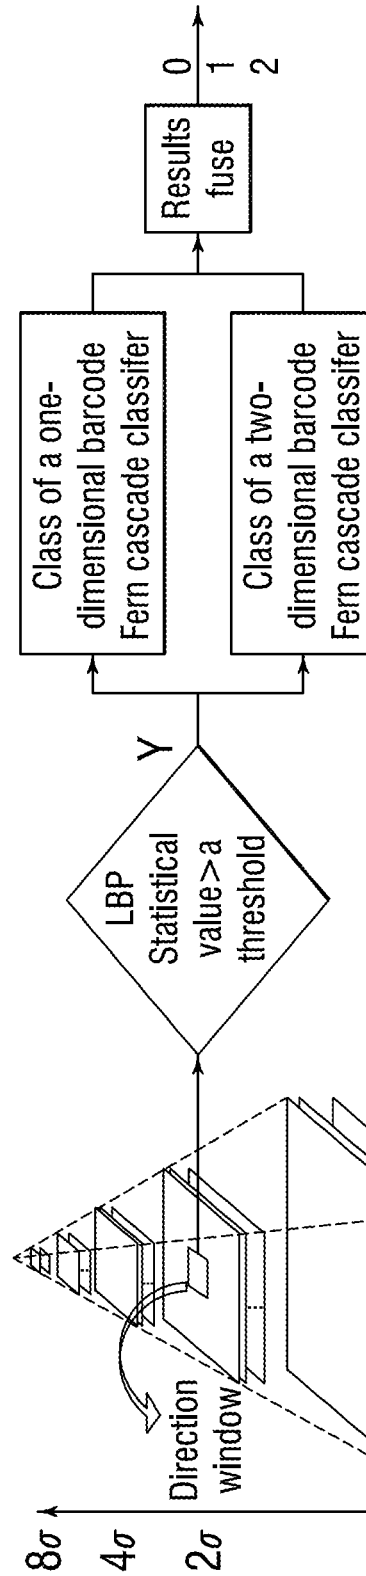 8σ
4σ
2σ
Direction
window
LBP
Statistical
value>a
threshold
Y
Class of a one-
dimensional barcode
Fern cascade classifer
Class of a two-
dimensional barcode
Fern cascade classifer
Results
fuse
0
1
2